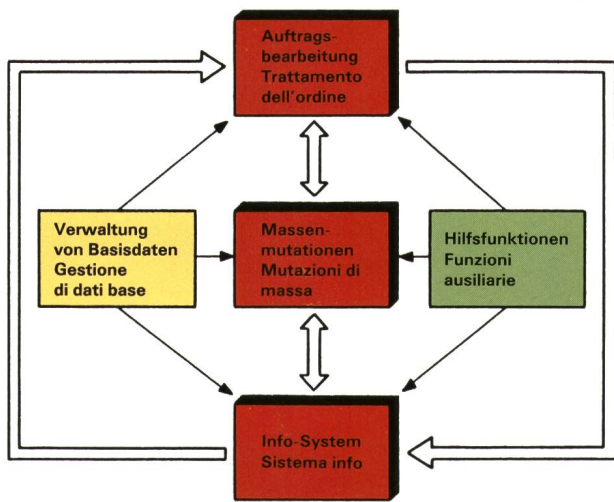 Auftrags-
bearbeitung
Trattamento
dell'ordine
Verwaltung
von Basisdaten
Gestione
di dati base
Massen-
mutationen
Mutazioni di
massa
Hilfsfunktionen
Funzioni
ausiliarie
Info-System
Sistema info